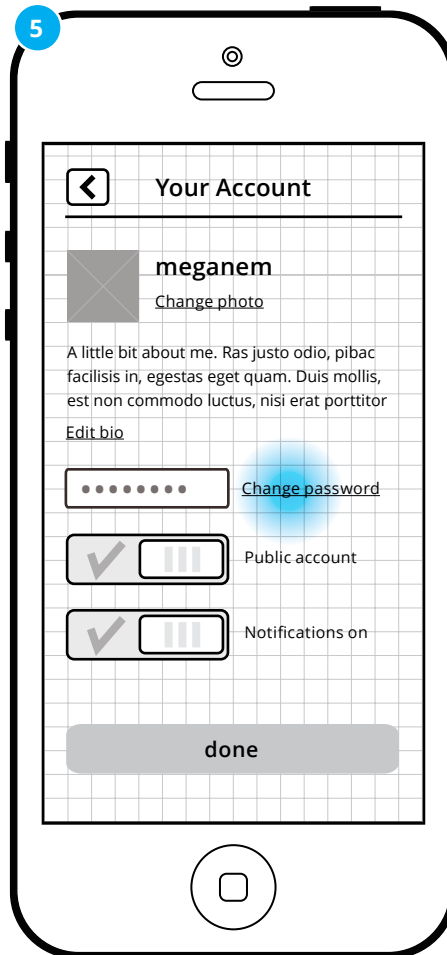 5
Your Account
meganem
Change photo
A little bit about me. Ras justo odio, pibac
facilisis in, egestas eget quam. Duis mollis,
est non commodo luctus, nisi erat porttitor
Edit bio
Change password
Public account
Notifications on
done